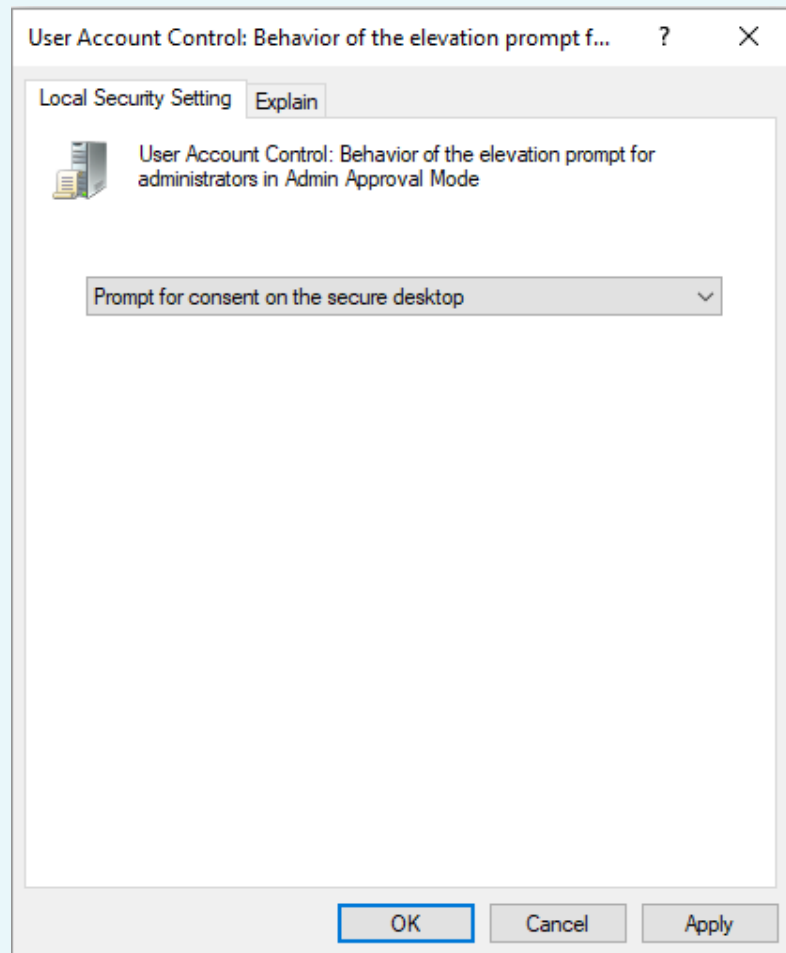 User Account Control: Behavior of the elevation prompt f... ?
Local Security Setting Explain
User Account Control: Behavior of the elevation prompt for
administrators in Admin Approval Mode
Prompt for consent on the secure desktop
OK Cancel Apply